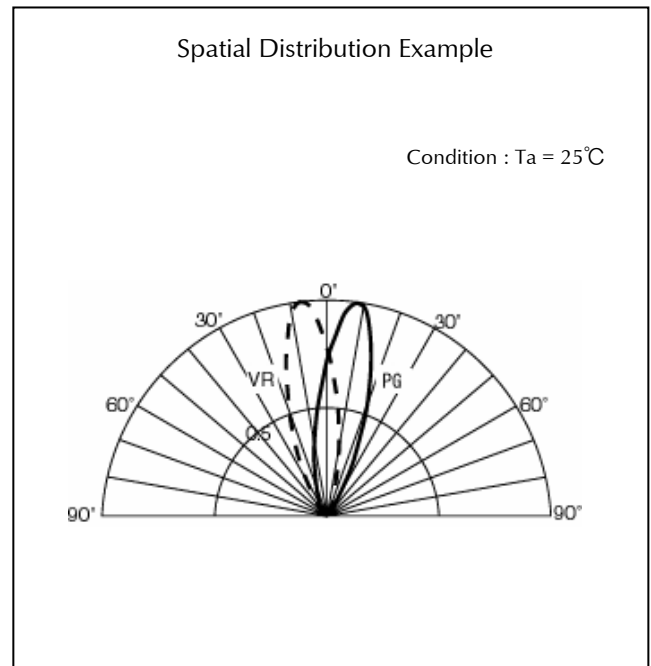 Spatial Distribution Example
Condition : Ta = 25℃
0°
30°
30°
VR
PG
60°
60°
0.5
90°
90°